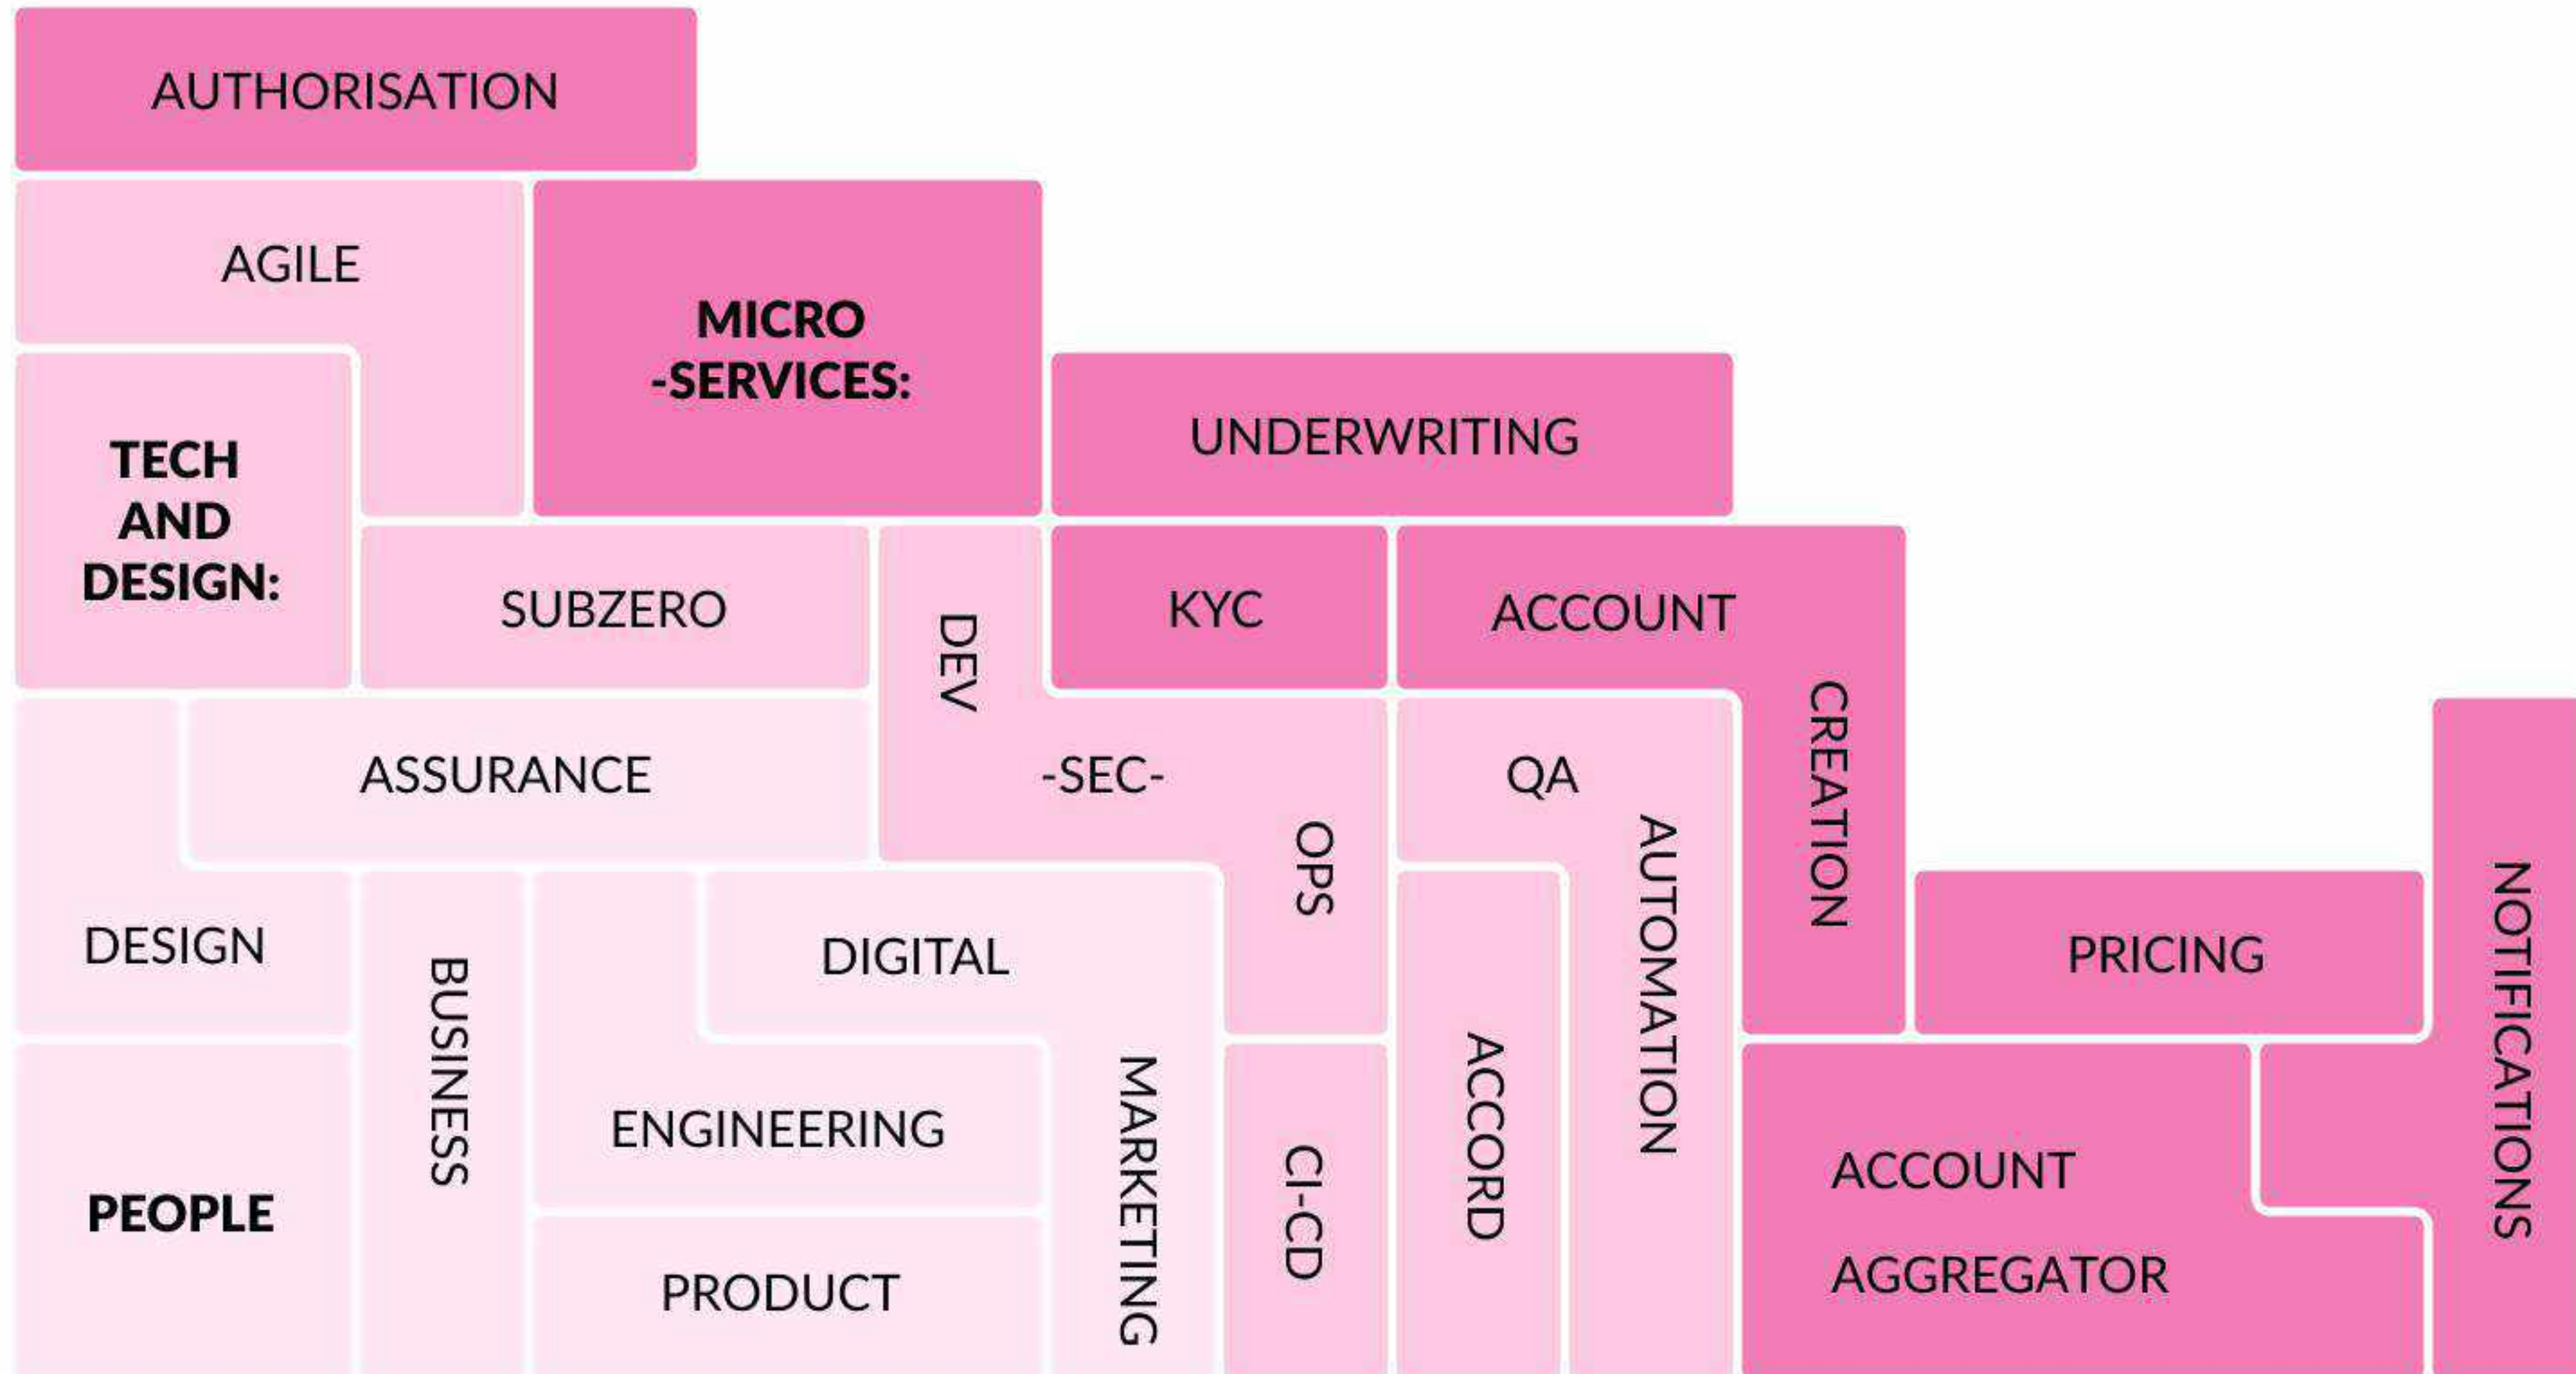 AUTHORISATION
AGILE
MICRO
-SERVICES:
TECH
AND
DESIGN:
UNDERWRITING
SUBZERO
DEV
-SEC-
OPS
KYC
ACCOUNT
CREATION
ASSURANCE
QA
AUTOMATION
DESIGN
BUSINESS
DIGITAL
MARKETING
ENGINEERING
PRICING
NOTIFICATIONS
PEOPLE
PRODUCT
CI-CD
ACCORD
ACCOUNT
AGGREGATOR